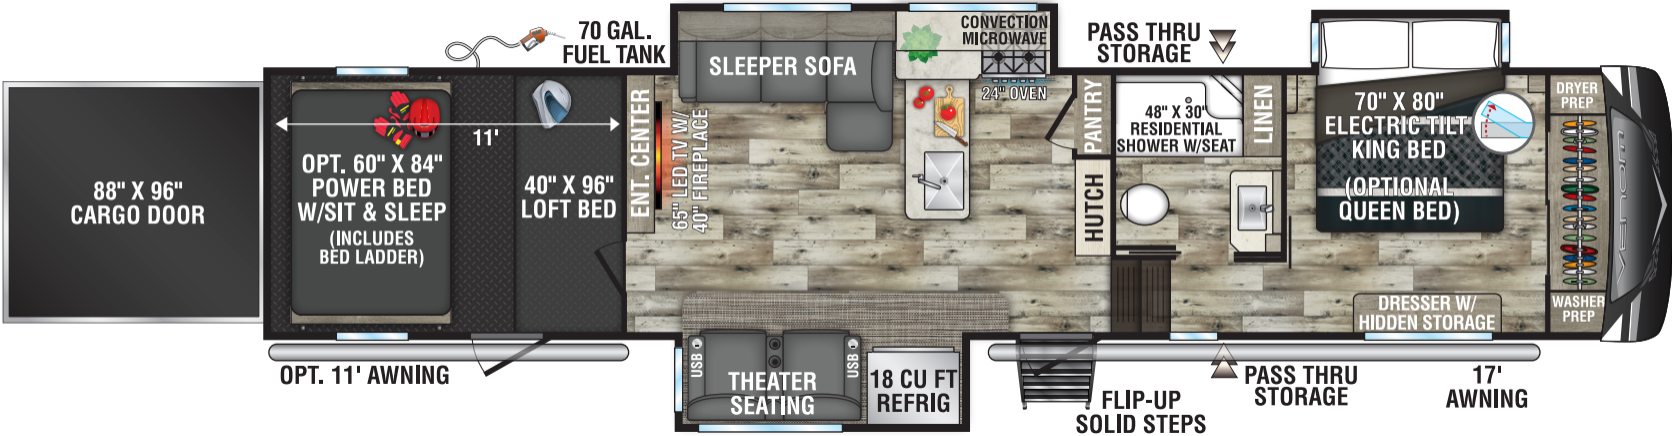 88" X 96"
CARGO DOOR
70 GAL.
FUEL TANK
11'
OPT. 60" X 84"
POWER BED
W/SIT & SLEEP
(INCLUDES
BED LADDER)
40" X 96"
LOFT BED
OPT. 11' AWNING
ENT. CENTER
65" LED TV W/
40" FIREPLACE
SLEEPER SOFA
CONVECTION
MICROWAVE
24" OVEN
USB
THEATER
SEATING
USB
18 CU FT
REFRIG
PANTRY
HUTCH
PASS THRU
STORAGE
48" X 30"
RESIDENTIAL
SHOWER W/SEAT
LINEN
FLIP-UP
SOLID STEPS
PASS THRU
STORAGE
70" X 80"
ELECTRIC TILT
KING BED
(OPTIONAL
QUEEN BED)
DRESSER W/
HIDDEN STORAGE
17'
AWNING
DRYER
PREP
WASHER
PREP
venom